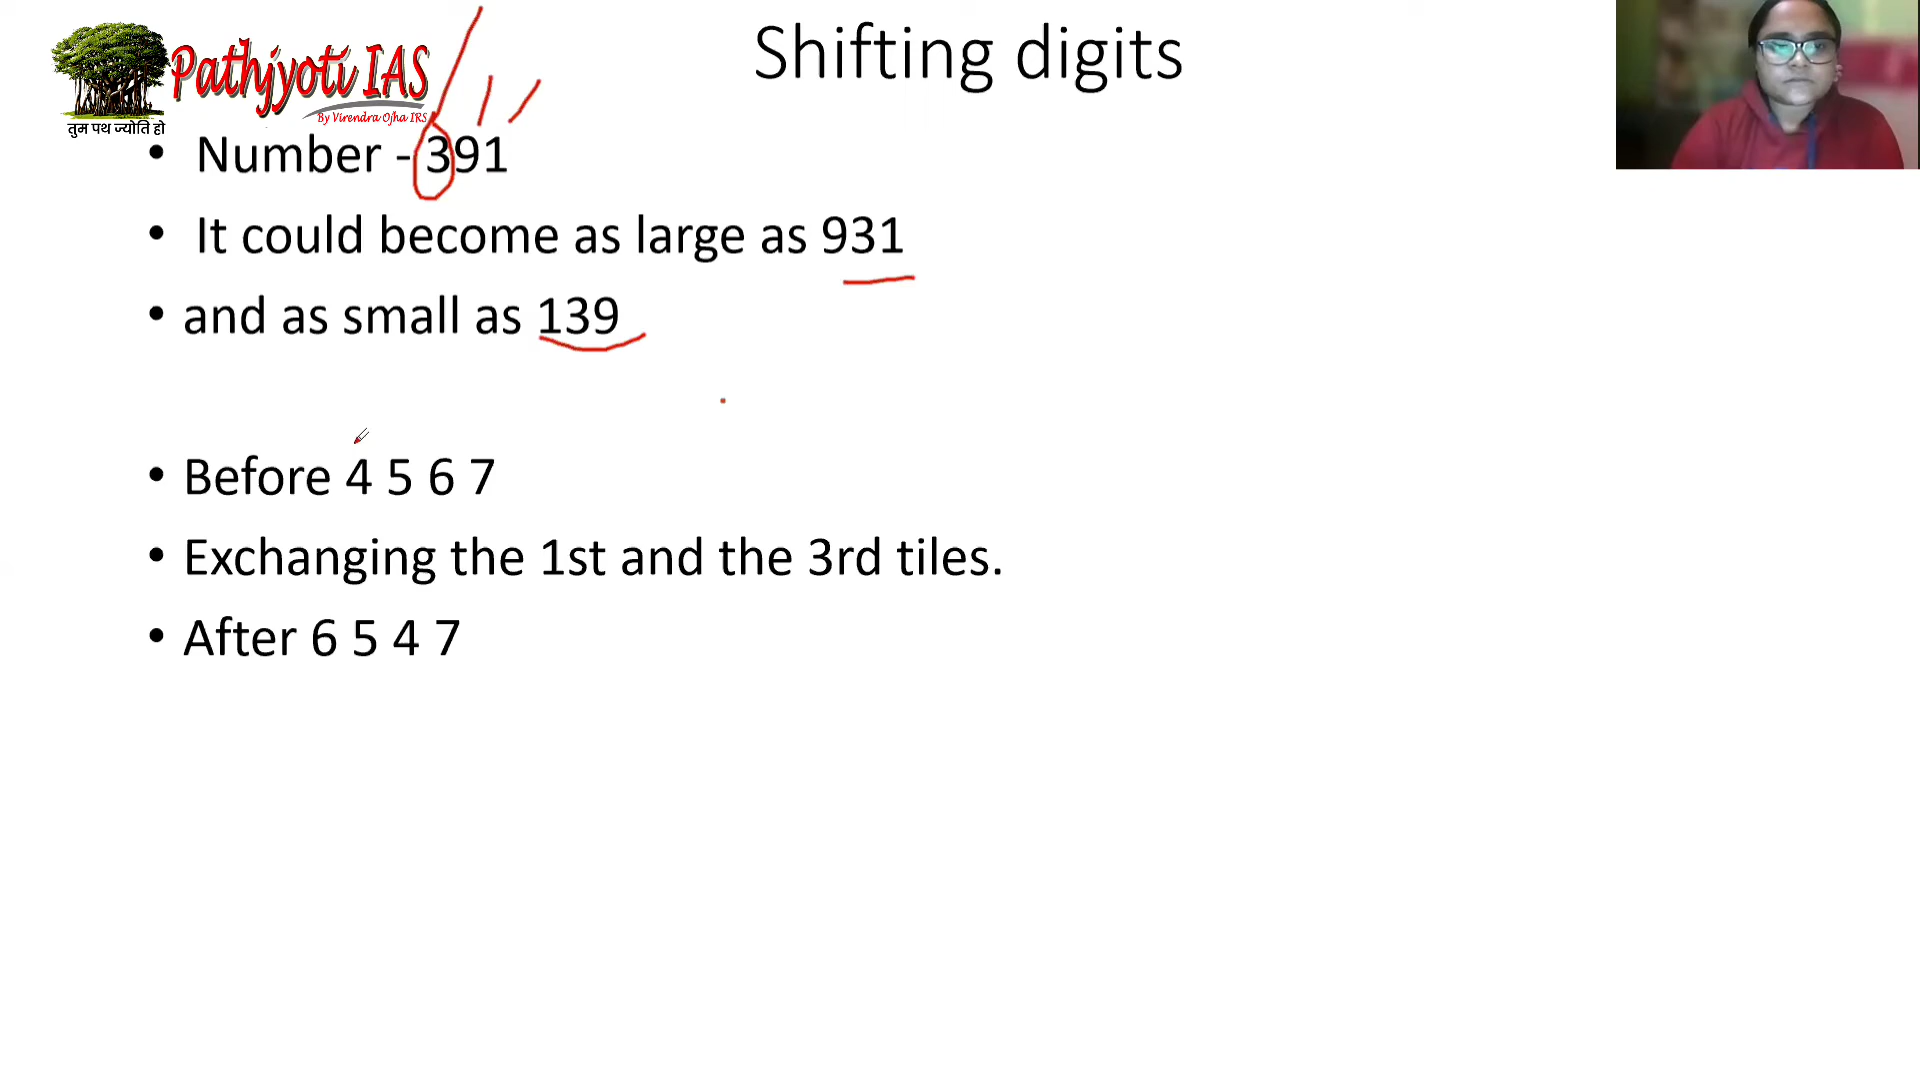 Shifting digits
Pathjyoti IAS
By Virendra Ojha IRS
तुम पथ ज्योति हो
• Number - 391
• It could become as large as 931
• and as small as 139
• Before 4 5 6 7
• Exchanging the 1st and the 3rd tiles.
• After 6 5 4 7